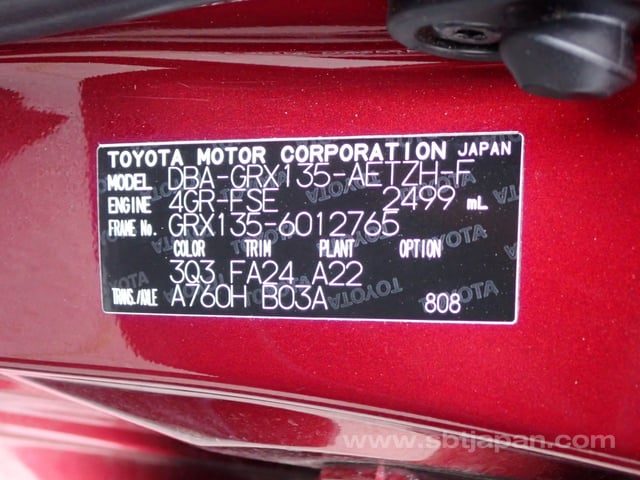 TOYOTA MOTOR CORPORATION JAPAN
MODEL DBA-GRX135-AETZH-F
ENGINE 4GR-FSE 2499 mL
FRAME No. GRX135-6012765
COLOR TRIM PLANT OPTION
3Q3 FA24 A22
TRANS./AXLE A760H B03A 808
www.sbtjapan.com